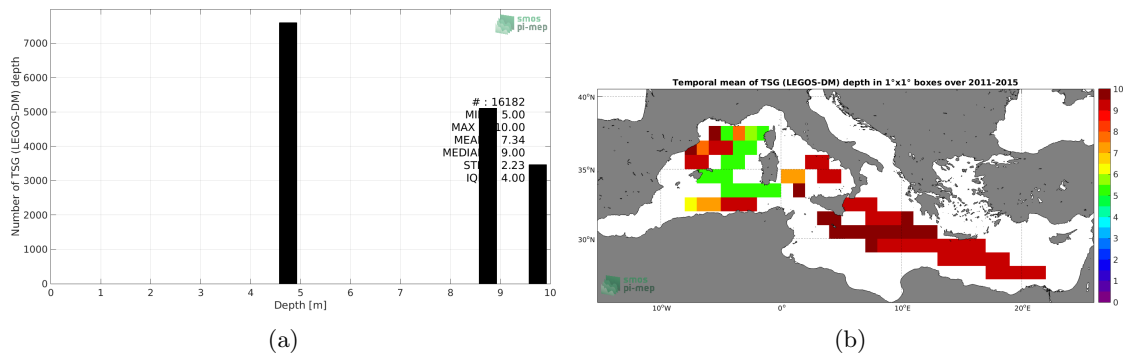 smos
pi-mep
7000
6000
5000
4000
3000
2000
1000
0
Number of TSG (LEGOS-DM) depth
# : 16182
5.00
10.00
7.34
MEDIA 9.00
2.23
4.00
0 1 2 3 4 5 6 7 8 9 10
Depth [m]
(a)
Temporal mean of TSG (LEGOS-DM) depth in 1°x1° boxes over 2011-2015
40°N
35°N
30°N
10°W 0° 10°E 20°E
10
9
8
7
6
5
4
3
2
1
0
smos
pi-mep
(b)